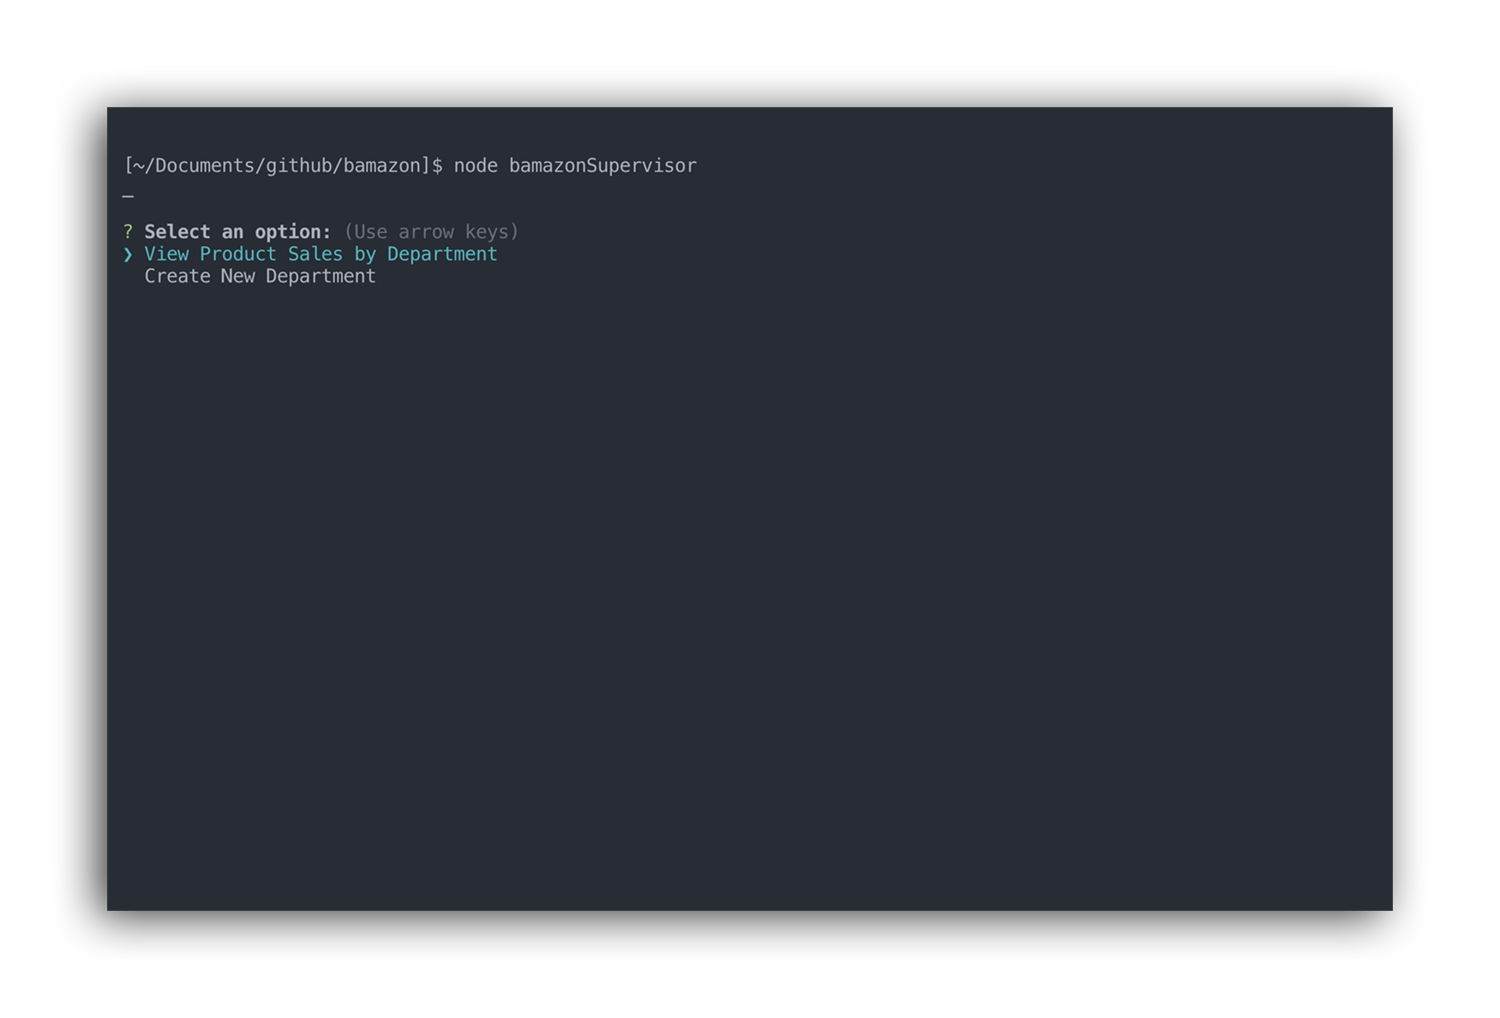 [~/Documents/github/bamazon]$ node bamazonSupervisor
_
? Select an option: (Use arrow keys)
❯ View Product Sales by Department
Create New Department